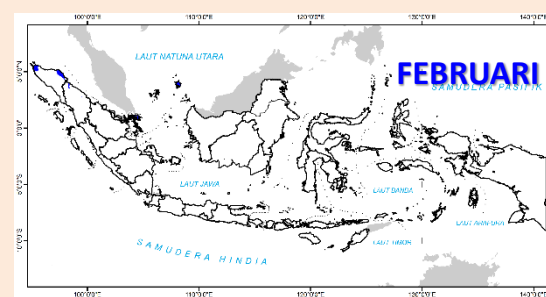 100°0'0"E 110°0'0"E 120°0'0"E 130°0'0"E 140°0'0"E
LAUT NATUNA UTARA
FEBRUARI
SAMUDERA PASIFIK
LAUT JAWA
LAUT BANDA
LAUT ARAFURA
LAUT TIMOR
SAMUDERA HINDIA